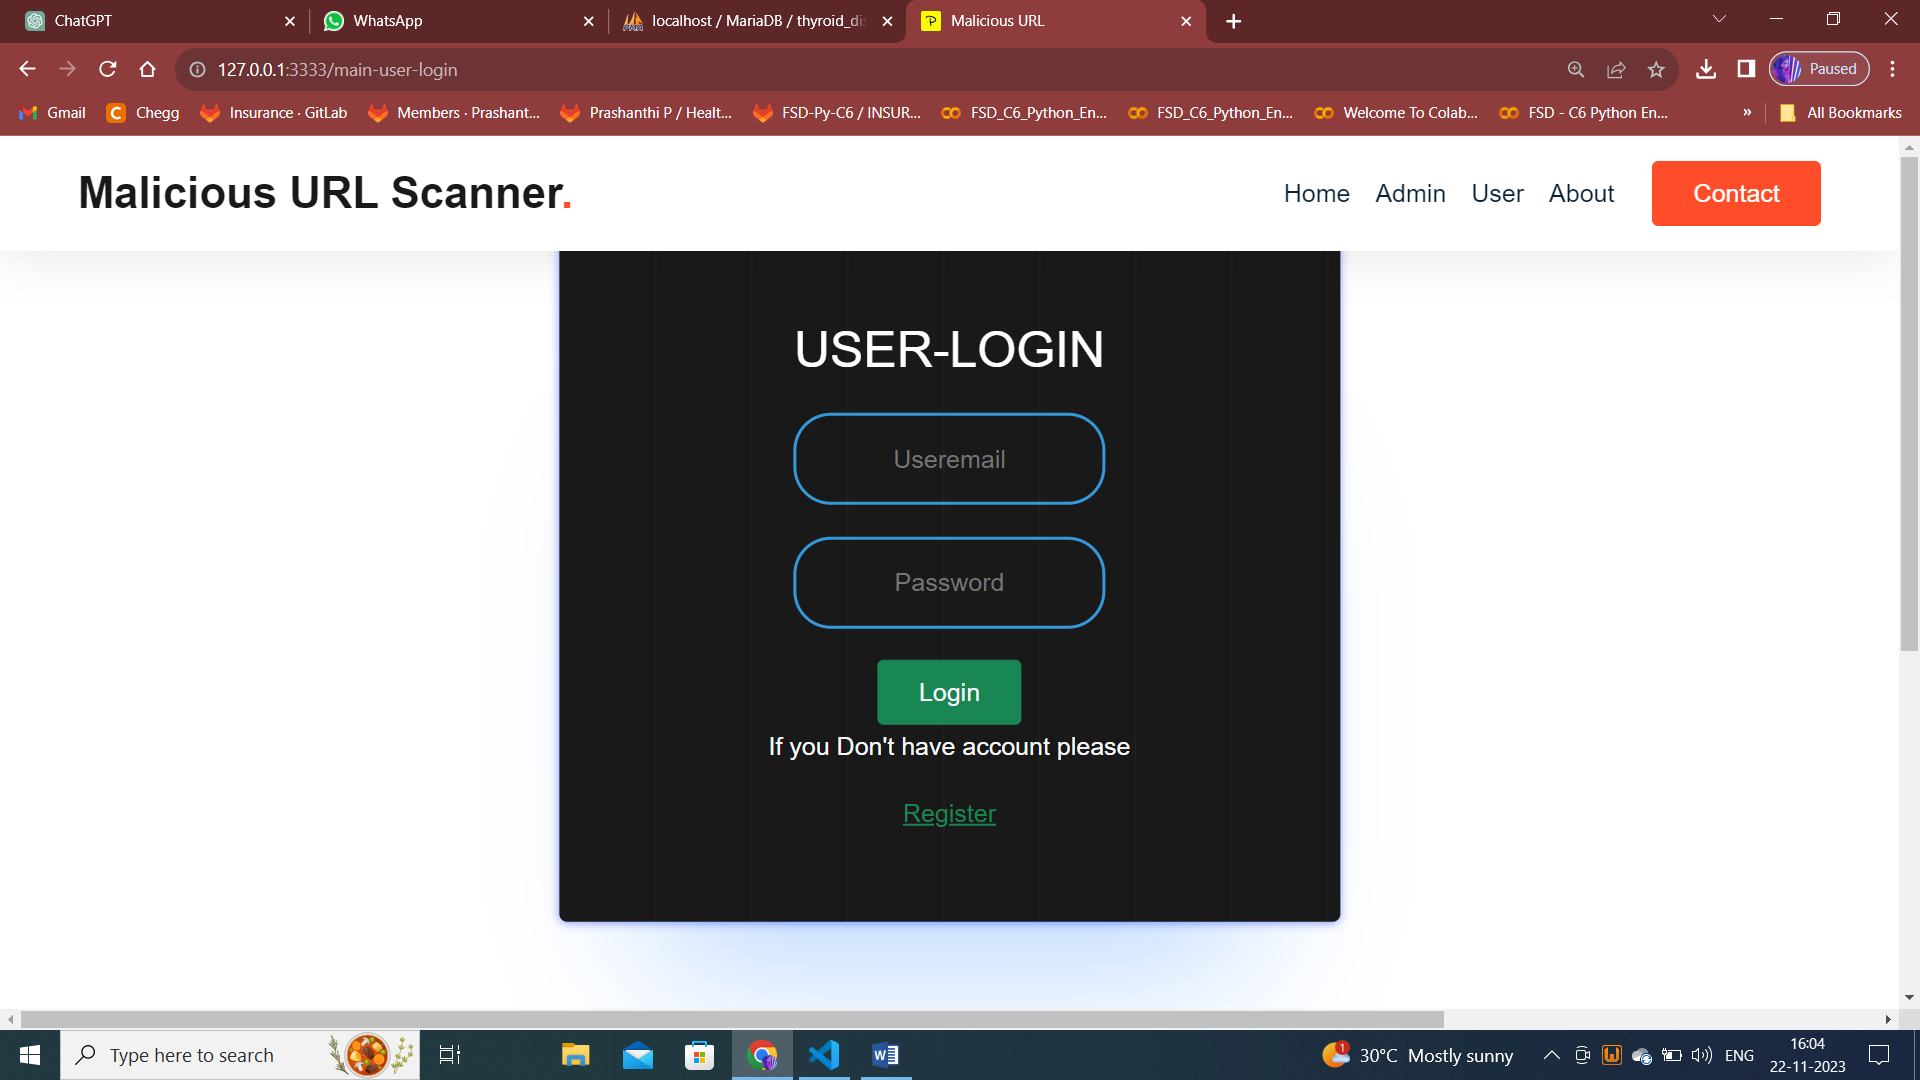 ChatGPT
WhatsApp
localhost / MariaDB / thyroid_dis
Malicious URL
127.0.0.1:3333/main-user-login
Paused
Gmail
Chegg
Insurance · GitLab
Members · Prashant...
Prashanthi P / Healt...
FSD-Py-C6 / INSUR...
FSD_C6_Python_En...
FSD_C6_Python_En...
Welcome To Colab...
FSD - C6 Python En...
»
All Bookmarks
Malicious URL Scanner.
Home
Admin
User
About
Contact
USER-LOGIN
Useremail
Password
Login
If you Don't have account please
Register
Type here to search
1
30°C Mostly sunny
ENG
16:04
22-11-2023